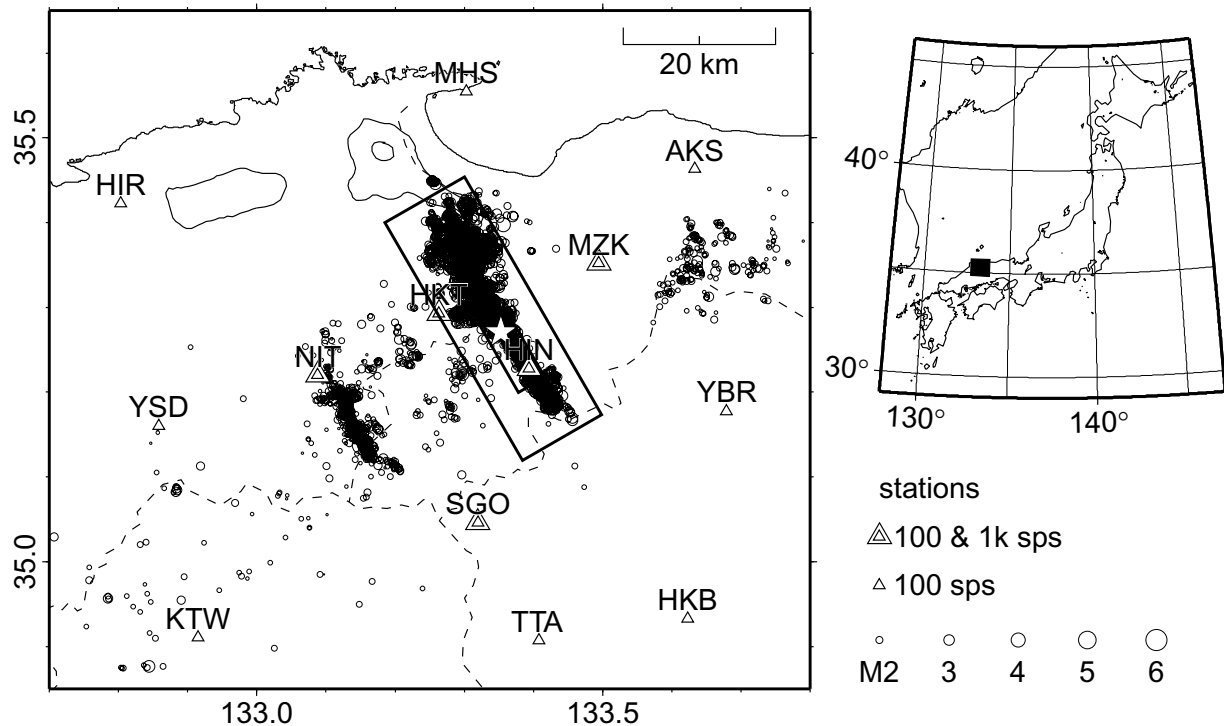 20 km
MHS
35.5
AKS
HIR
MZK
HKT
HIN
NIT
YBR
YSD
SGO
35.0
HKB
KTW
TTA
133.0
133.5
40°
30°
130°
140°
stations
100 & 1k sps
100 sps
M2
3
4
5
6